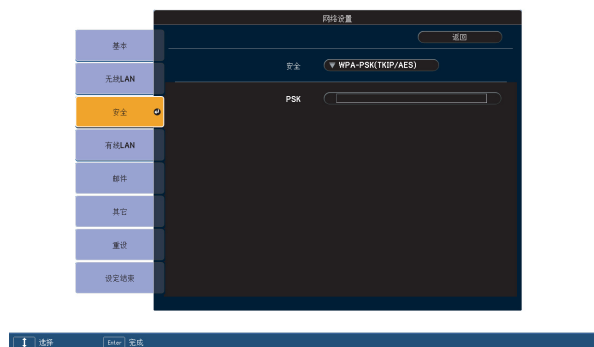 网络设置
返回
基本
安全 ▼ WPA-PSK(TKIP/AES)
无线LAN
PSK
安全
有线LAN
邮件
其它
重设
设定结束
选择 Enter 完成